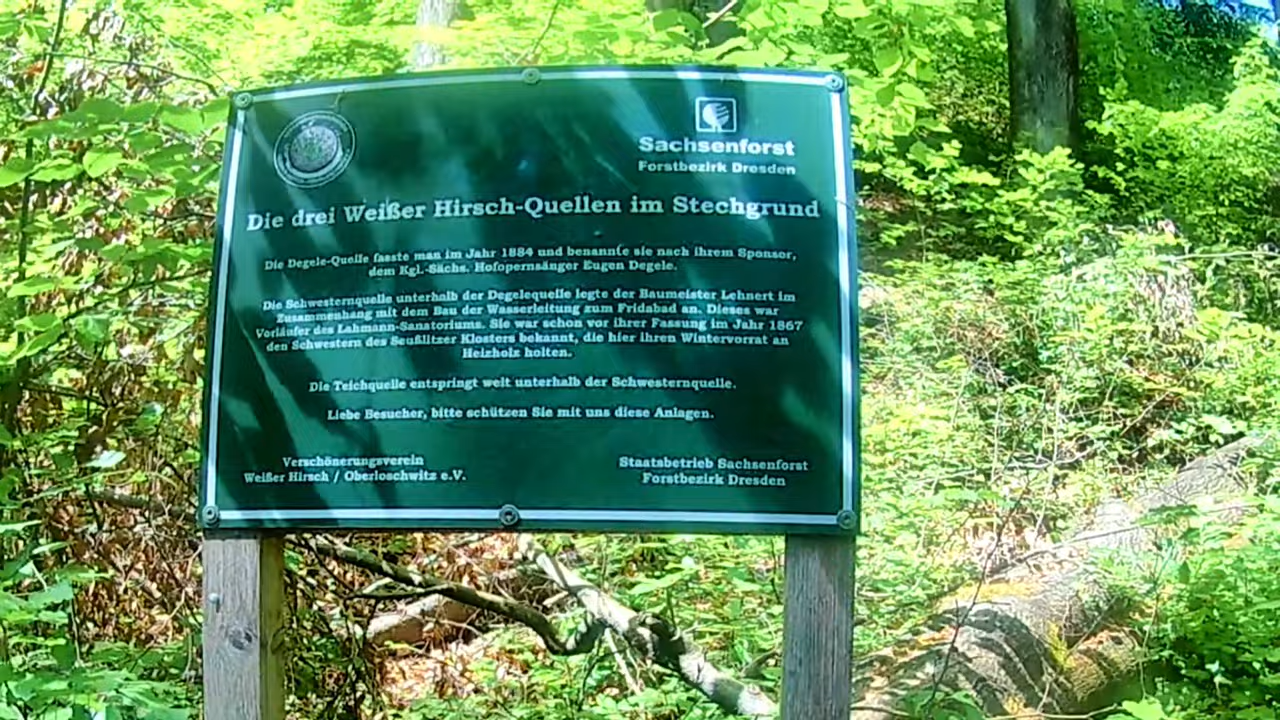 Sachsenforst
Forstbezirk Dresden
Die drei Weißer Hirsch-Quellen im Stechgrund
Die Degele-Quelle fasste man im Jahr 1884 und benannte sie nach ihrem Sponsor,
dem Kgl.-Sächs. Hofopernsänger Eugen Degele.
Die Schwesternquelle unterhalb der Degelequelle legte der Baumeister Lehnert im
Zusammenhang mit dem Bau der Wasserleitung zum Fridabad an. Dieses war
Vorläufer des Lahmann-Sanatoriums. Sie war schon vor ihrer Fassung im Jahr 1867
den Schwestern des Seußlitzer Klosters bekannt, die hier ihren Wintervorrat an
Heizholz holten.
Die Teichquelle entspringt weit unterhalb der Schwesternquelle.
Liebe Besucher, bitte schützen Sie mit uns diese Anlagen.
Verschönerungsverein
Weißer Hirsch / Oberloschwitz e.V.
Staatsbetrieb Sachsenforst
Forstbezirk Dresden